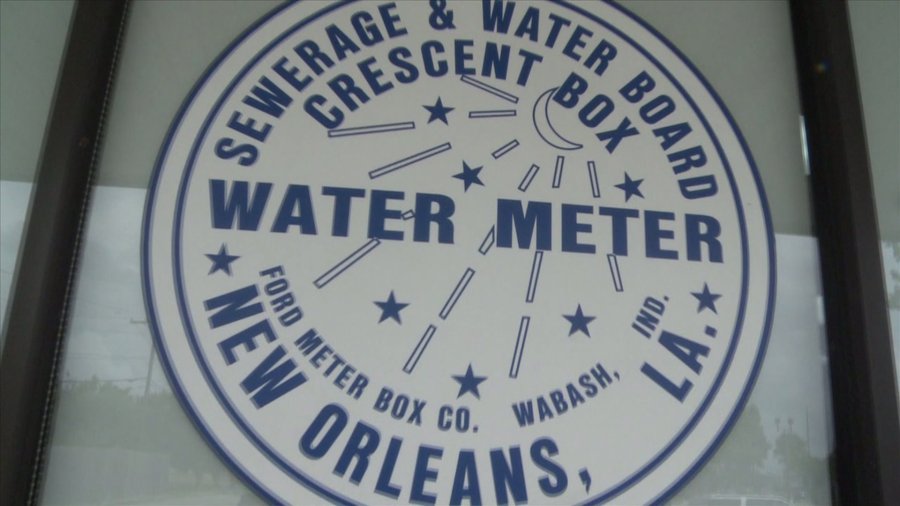 SEWERAGE & WATER BOARD
CRESCENT BOX
WATER METER
FORD METER BOX CO. WABASH, IND.
NEW ORLEANS, LA.